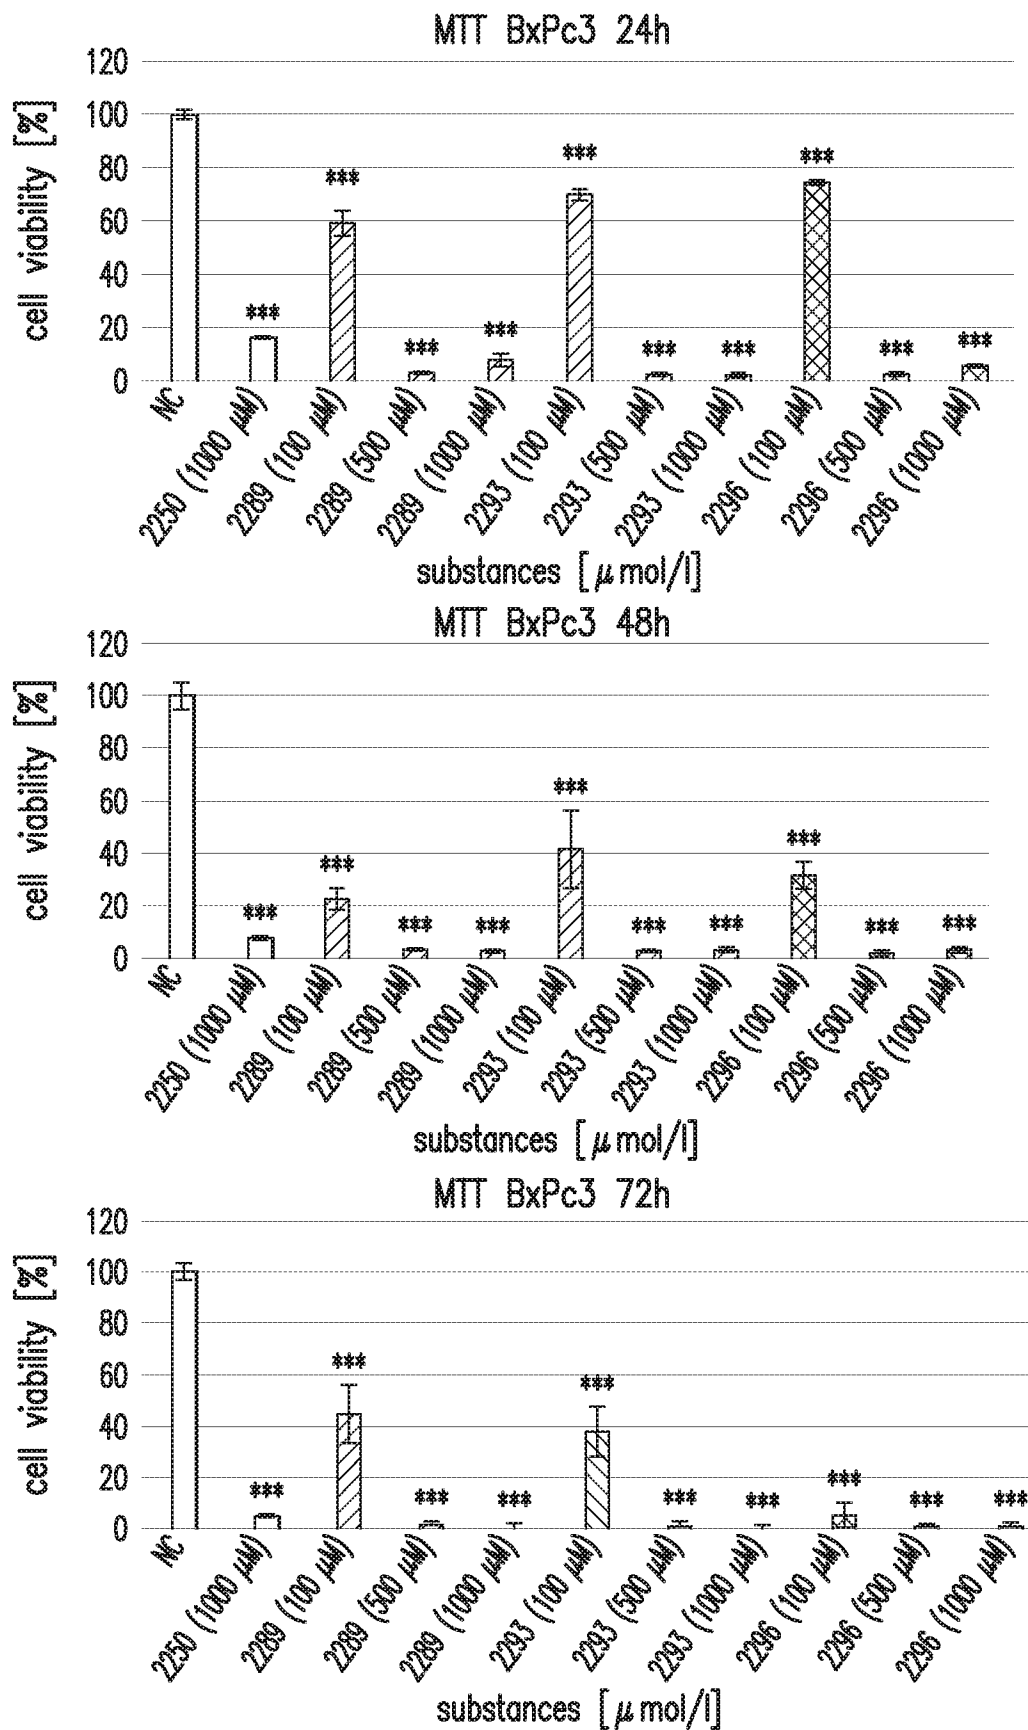 MTT BxPc3 24h
cell viability [%]
120
100
80
60
40
20
0
***
***
***
***
***
***
***
***
***
***
NC
2250 (1000 µM)
2289 (100 µM)
2289 (500 µM)
2289 (1000 µM)
2293 (100 µM)
2293 (500 µM)
2293 (1000 µM)
2296 (100 µM)
2296 (500 µM)
2296 (1000 µM)
substances [ µ mol/l]
MTT BxPc3 48h
cell viability [%]
120
100
80
60
40
20
0
***
***
***
***
***
***
***
***
***
***
NC
2250 (1000 µM)
2289 (100 µM)
2289 (500 µM)
2289 (1000 µM)
2293 (100 µM)
2293 (500 µM)
2293 (1000 µM)
2296 (100 µM)
2296 (500 µM)
2296 (1000 µM)
substances [ µ mol/l]
MTT BxPc3 72h
cell viability [%]
120
100
80
60
40
20
0
***
***
***
***
***
***
***
***
***
***
NC
2250 (1000 µM)
2289 (100 µM)
2289 (500 µM)
2289 (1000 µM)
2293 (100 µM)
2293 (500 µM)
2293 (1000 µM)
2296 (100 µM)
2296 (500 µM)
2296 (1000 µM)
substances [ µ mol/l]